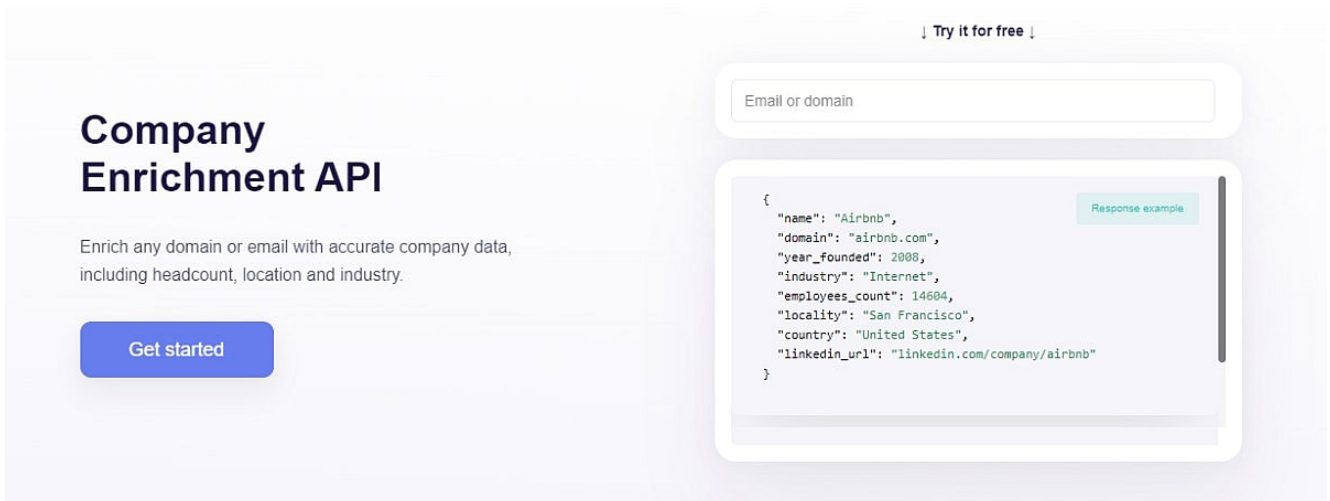 Company
Enrichment API
Enrich any domain or email with accurate company data,
including headcount, location and industry.
Get started
↓ Try it for free ↓
Email or domain
Response example
{
"name": "Airbnb",
"domain": "airbnb.com",
"year_founded": 2008,
"industry": "Internet",
"employees_count": 14604,
"locality": "San Francisco",
"country": "United States",
"linkedin_url": "linkedin.com/company/airbnb"
}